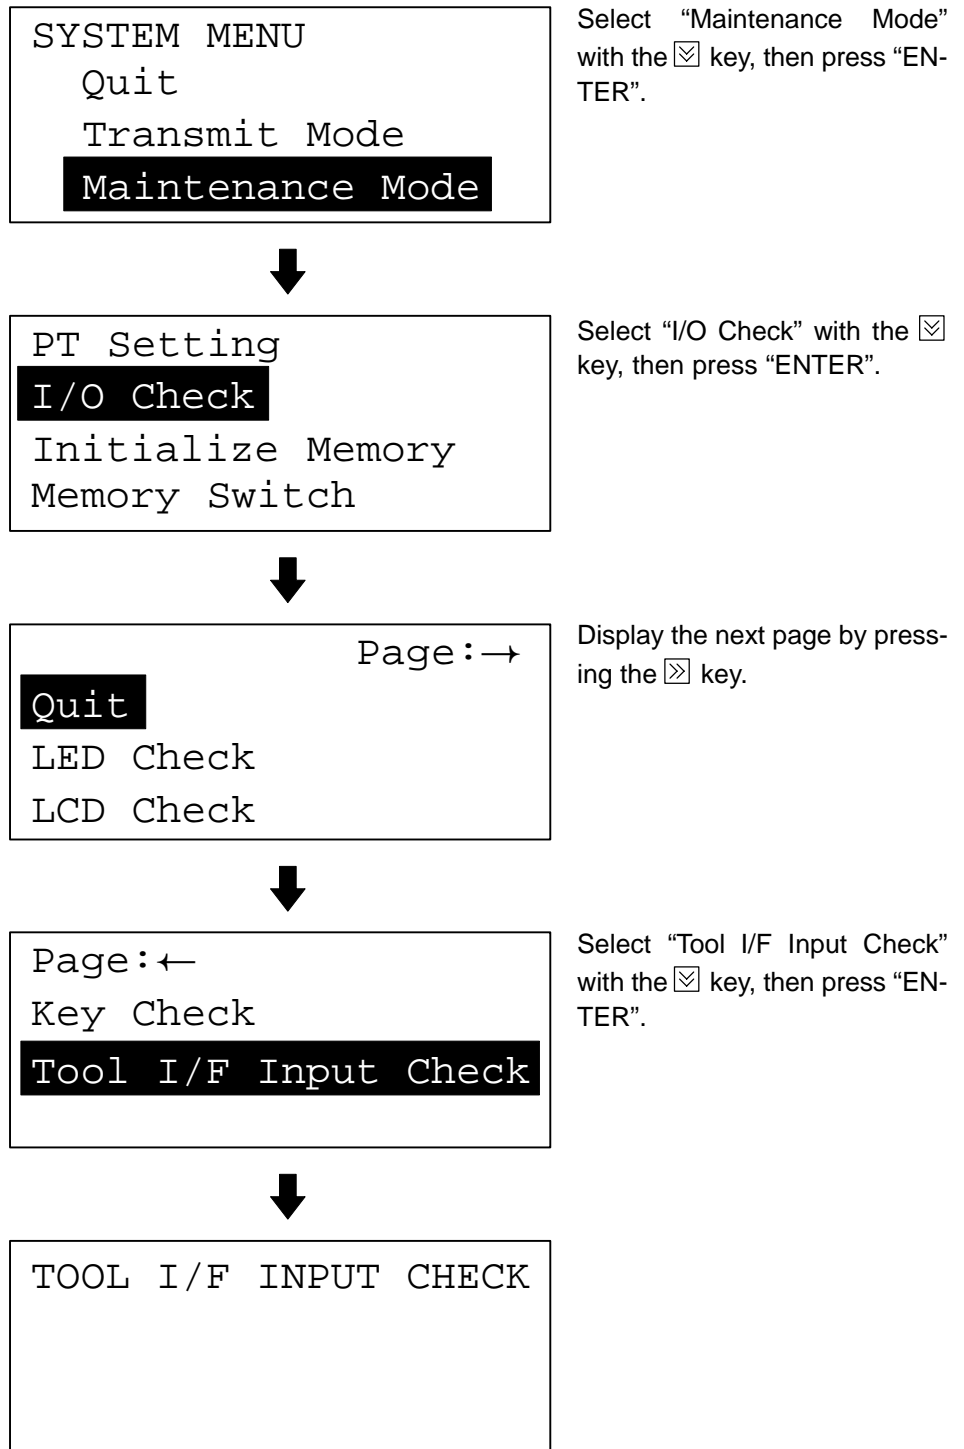 SYSTEM MENU
Quit
Transmit Mode
Maintenance Mode
Select “Maintenance Mode”
with the key, then press “EN-
TER”.
PT Setting
I/O Check
Initialize Memory
Memory Switch
Select “I/O Check” with the
key, then press “ENTER”.
Page:→
Quit
LED Check
LCD Check
Display the next page by press-
ing the key.
Page:←
Key Check
Tool I/F Input Check
Select “Tool I/F Input Check”
with the key, then press “EN-
TER”.
TOOL I/F INPUT CHECK